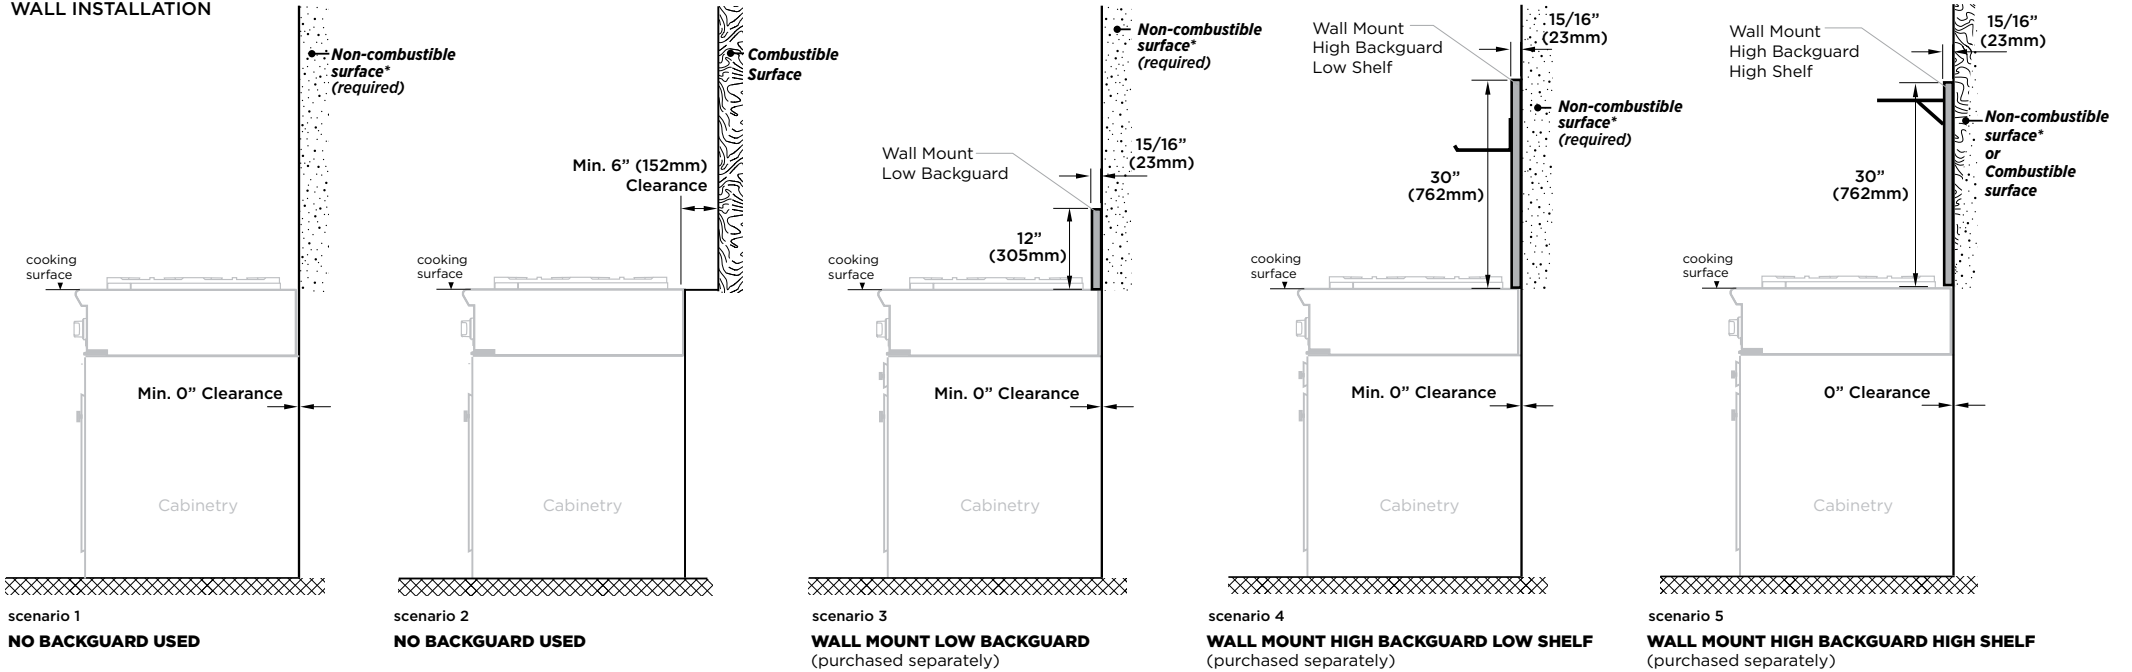 WALL INSTALLATION
Non-combustible
surface*
(required)
cooking
surface
Min. 0” Clearance
Cabinetry
scenario 1
NO BACKGUARD USED
Combustible
Surface
Min. 6” (152mm)
Clearance
cooking
surface
Cabinetry
scenario 2
NO BACKGUARD USED
Non-combustible
surface*
(required)
15/16”
(23mm)
Wall Mount
Low Backguard
12”
(305mm)
cooking
surface
Min. 0” Clearance
Cabinetry
scenario 3
WALL MOUNT LOW BACKGUARD
(purchased separately)
Wall Mount
High Backguard
Low Shelf
15/16”
(23mm)
Non-combustible
surface*
(required)
30”
(762mm)
cooking
surface
Min. 0” Clearance
Cabinetry
scenario 4
WALL MOUNT HIGH BACKGUARD LOW SHELF
(purchased separately)
Wall Mount
High Backguard
High Shelf
15/16”
(23mm)
Non-combustible
surface*
or
Combustible
surface
30”
(762mm)
cooking
surface
0” Clearance
Cabinetry
scenario 5
WALL MOUNT HIGH BACKGUARD HIGH SHELF
(purchased separately)